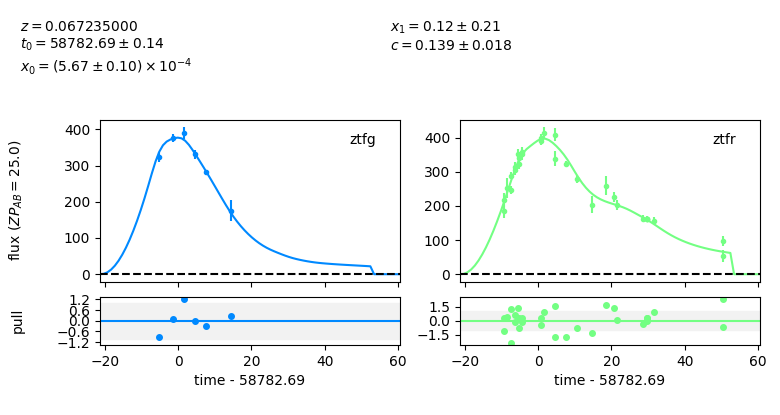 z = 0.067235000
t₀ = 58782.69 ± 0.14
x₀ = (5.67 ± 0.10) × 10⁻⁴
x₁ = 0.12 ± 0.21
c = 0.139 ± 0.018
flux (ZP_AB = 25.0)
400
300
200
100
0
ztfg
400
300
200
100
0
ztfr
pull
1.2
0.6
0.0
−0.6
−1.2
−20 0 20 40 60
time - 58782.69
1.5
0.0
−1.5
−20 0 20 40 60
time - 58782.69